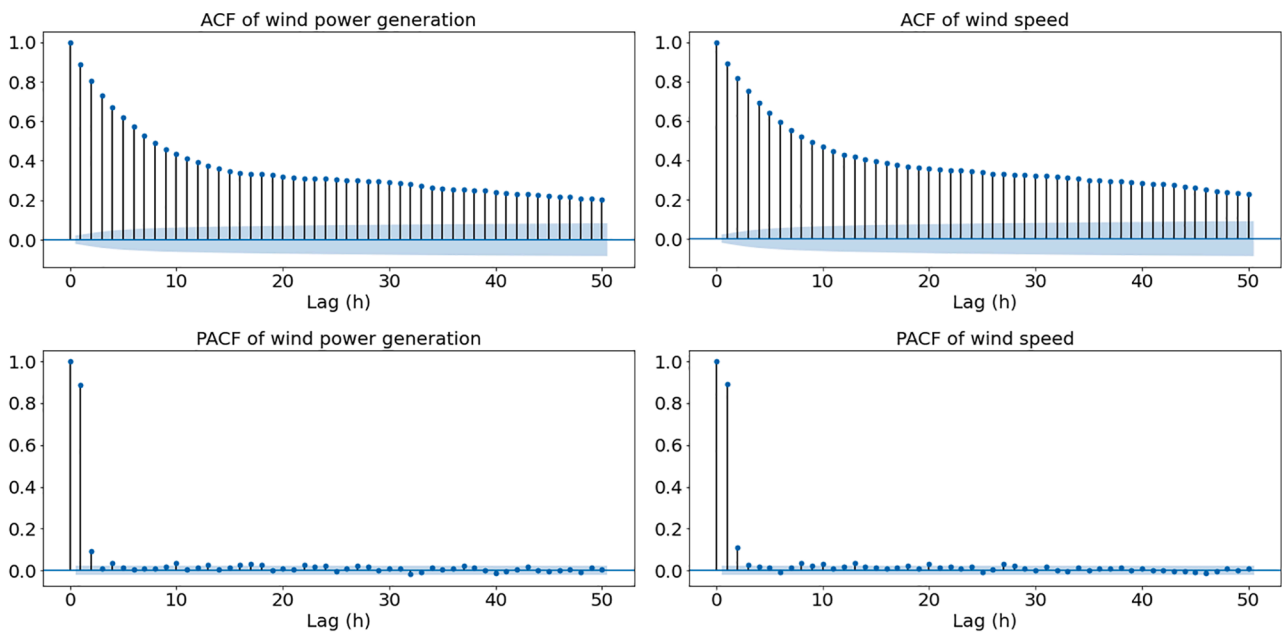 ACF of wind power generation
1.0
0.8
0.6
0.4
0.2
0.0
0 10 20 30 40 50
Lag (h)
ACF of wind speed
1.0
0.8
0.6
0.4
0.2
0.0
0 10 20 30 40 50
Lag (h)
PACF of wind power generation
1.0
0.8
0.6
0.4
0.2
0.0
0 10 20 30 40 50
Lag (h)
PACF of wind speed
1.0
0.8
0.6
0.4
0.2
0.0
0 10 20 30 40 50
Lag (h)